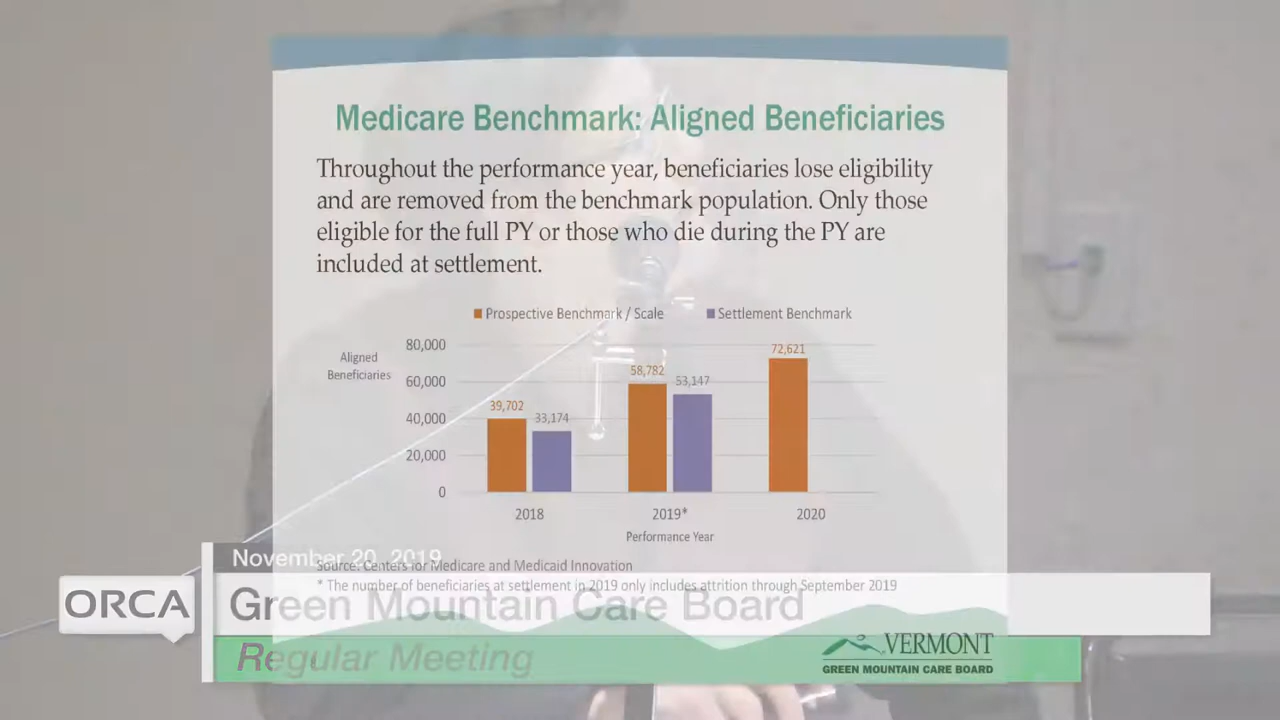 Medicare Benchmark: Aligned Beneficiaries
Throughout the performance year, beneficiaries lose eligibility
and are removed from the benchmark population. Only those
eligible for the full PY or those who die during the PY are
included at settlement.
Prospective Benchmark / Scale
Settlement Benchmark
Aligned
Beneficiaries
80,000
60,000
40,000
20,000
0
39,702
33,174
58,782
53,147
72,621
2018
2019*
2020
Performance Year
November 20, 2019
Source: Centers for Medicare and Medicaid Innovation
* The number of beneficiaries at settlement in 2019 only includes attrition through September 2019
ORCA
Green Mountain Care Board
Regular Meeting
VERMONT
GREEN MOUNTAIN CARE BOARD